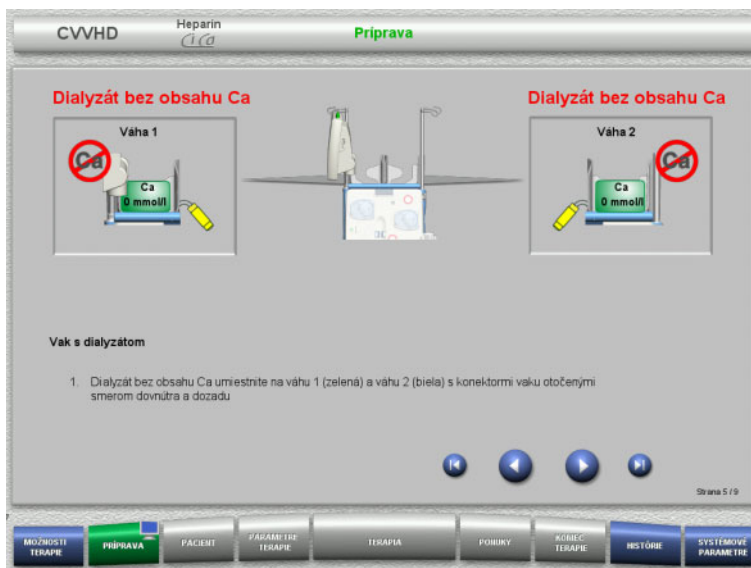 CVVHD
Heparin
Ci Ca
Príprava
Dialyzát bez obsahu Ca
Dialyzát bez obsahu Ca
Váha 1
Ca
Ca
0 mmol/l
Váha 2
Ca
Ca
0 mmol/l
Vak s dialyzátom
1. Dialyzát bez obsahu Ca umiestnite na váhu 1 (zelená) a váhu 2 (biela) s konektormi vaku otočenými
smerom dovnútra a dozadu
Strana 5 / 9
MOŽNOSTI
TERAPIE
PRÍPRAVA
PACIENT
PARAMETRE
TERAPIE
TERAPIA
PONUKY
KONIEC
TERAPIE
HISTÓRIE
SYSTÉMOVÉ
PARAMETRE